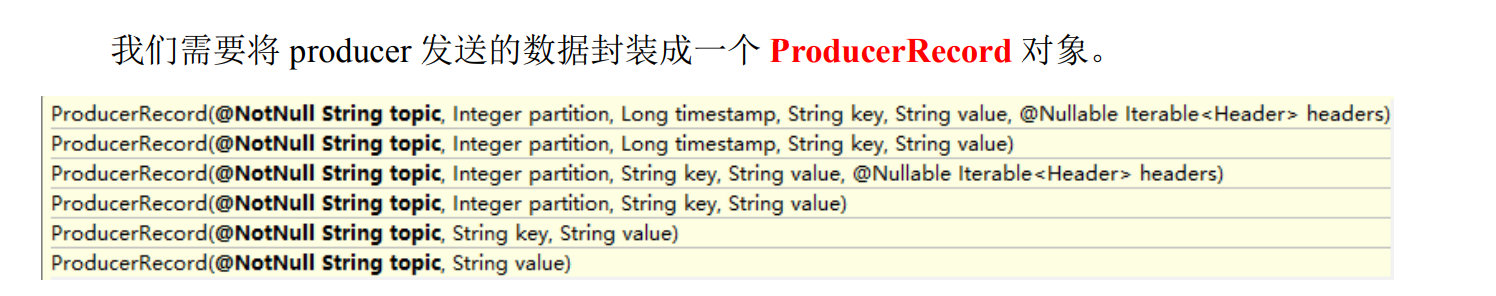 我们需要将 producer 发送的数据封装成一个 ProducerRecord 对象。
ProducerRecord(@NotNull String topic, Integer partition, Long timestamp, String key, String value, @Nullable Iterable<Header> headers)
ProducerRecord(@NotNull String topic, Integer partition, Long timestamp, String key, String value)
ProducerRecord(@NotNull String topic, Integer partition, String key, String value, @Nullable Iterable<Header> headers)
ProducerRecord(@NotNull String topic, Integer partition, String key, String value)
ProducerRecord(@NotNull String topic, String key, String value)
ProducerRecord(@NotNull String topic, String value)